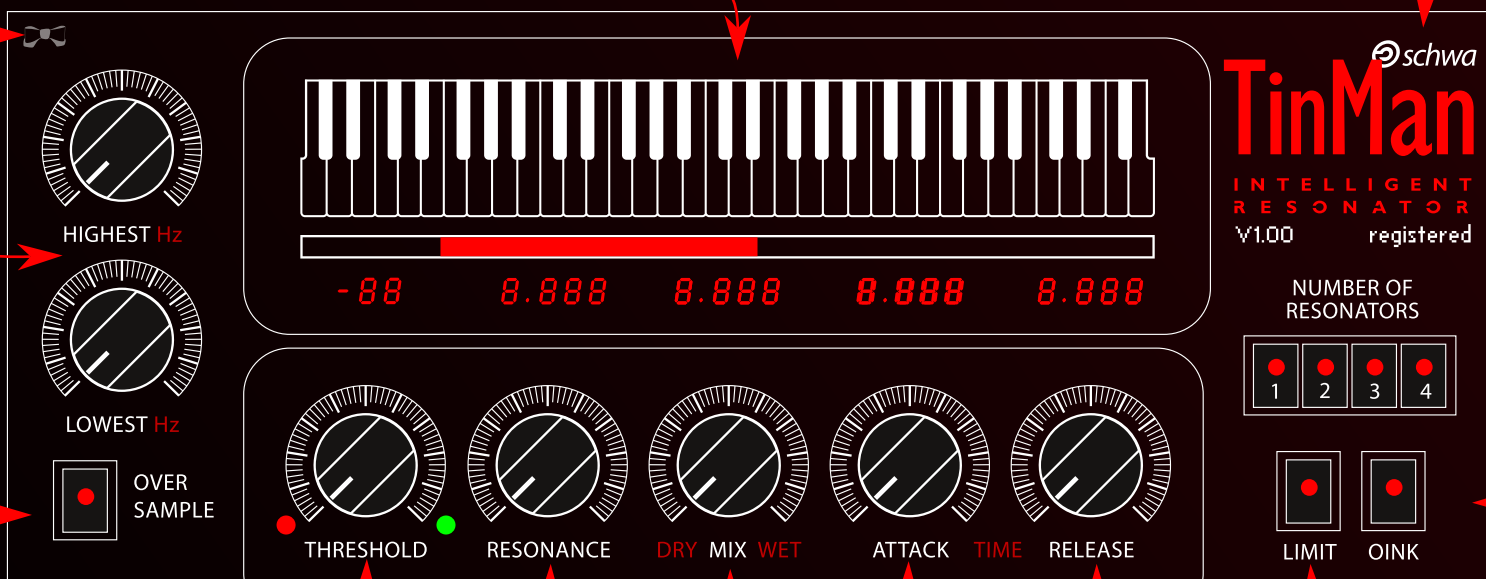 schwa
TinMan
INTELLIGENT
RESONATOR
V1.00 registered
HIGHEST Hz
LOWEST Hz
OVER
SAMPLE
-88 8.888 8.888 8.888 8.888
NUMBER OF
RESONATORS
1 2 3 4
THRESHOLD RESONANCE DRY MIX WET ATTACK TIME RELEASE
LIMIT OINK